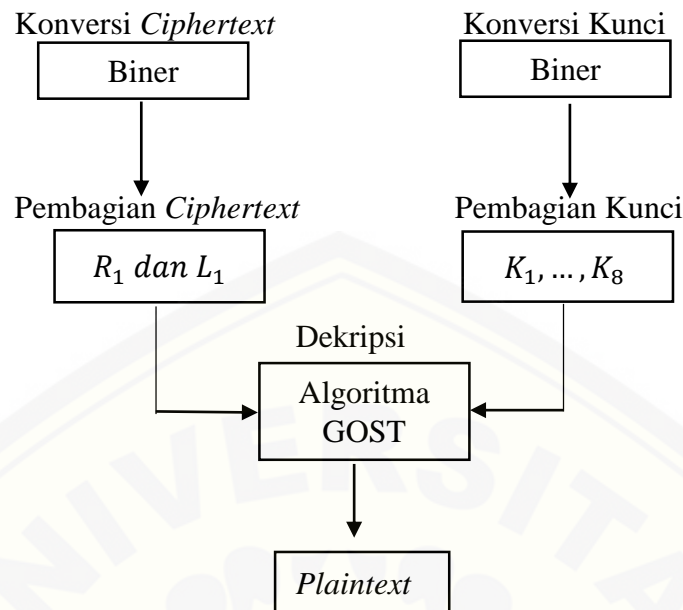 Konversi Ciphertext
Konversi Kunci
Biner
Biner
Pembagian Ciphertext
Pembagian Kunci
R₁ dan L₁
K₁, … , K₈
Dekripsi
Algoritma
GOST
UNIVERSITA
Plaintext